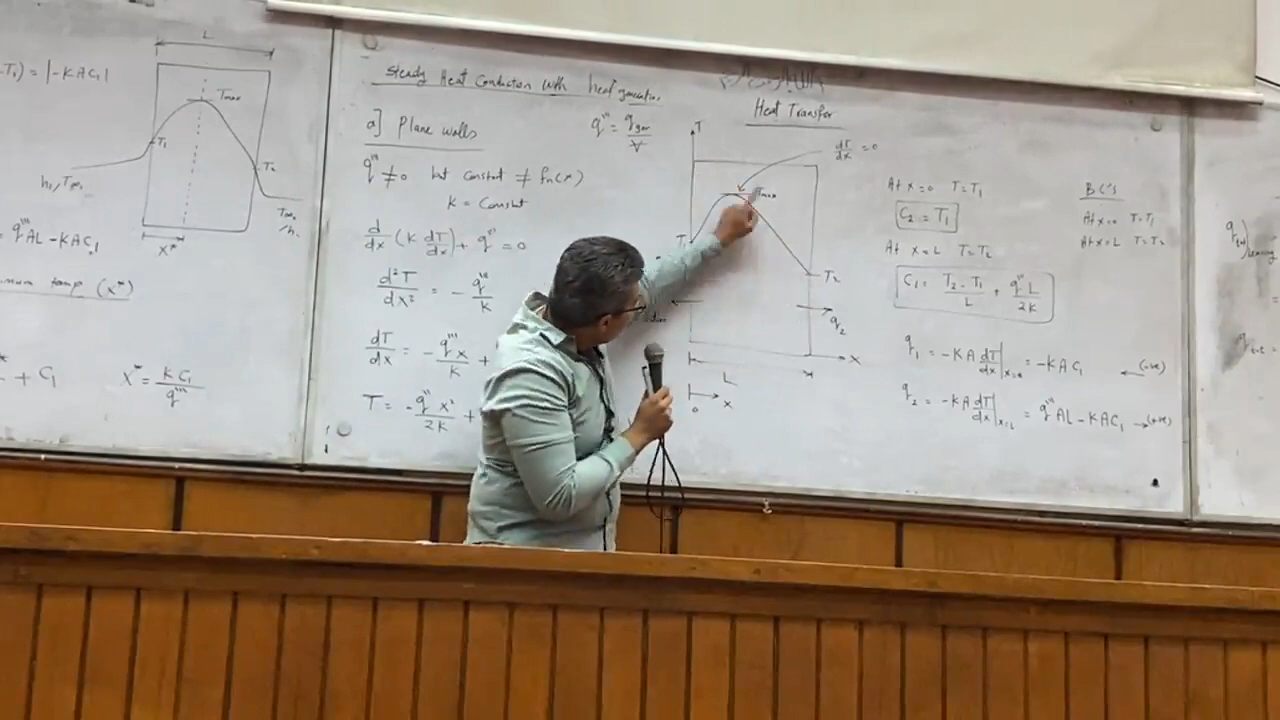 T₁) = |-KAC₁|
L
Tmax
T₁
T₂
h₁, T∞₁
T∞₂
/h₂
x*
= q'''AL - KAC₁
temp (x*)
+ C₁
x* = KC₁/q'''
Steady Heat Conduction with heat generation
a] Plane walls
q''' = qgen/V
q''' ≠ 0 but constant ≠ fn(x)
K = Constant
d/dx (K dT/dx) + q''' = 0
d²T/dx² = - q'''/K
dT/dx = - q''' x/K +
T = - q''' x²/2K +
Heat Transfer
T
dT/dx = 0
Tmax
T₁
T₂
q₂
x
L
0
x
At x=0 T=T₁
C₂ = T₁
At x=L T=T₂
C₁ = (T₂ - T₁)/L + q'''L/2K
B.C's
At x=0 T=T₁
At x=L T=T₂
q₁ = -KA dT/dx|x=0 = -KAC₁ ← (-ve)
q₂ = -KA dT/dx|x=L = q'''AL - KAC₁ → (+ve)